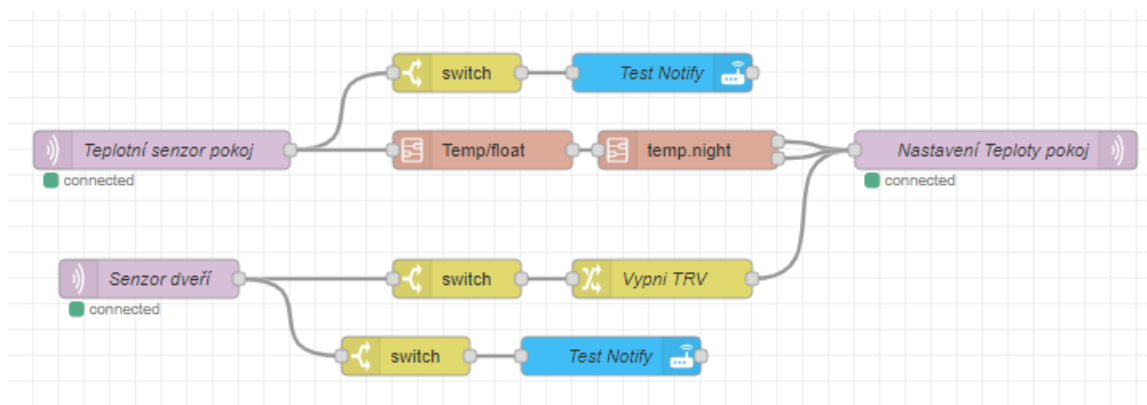 switch
Test Notify
Teplotní senzor pokoj
Temp/float
temp.night
Nastavení Teploty pokoj
connected
connected
Senzor dveří
switch
Vypni TRV
connected
switch
Test Notify